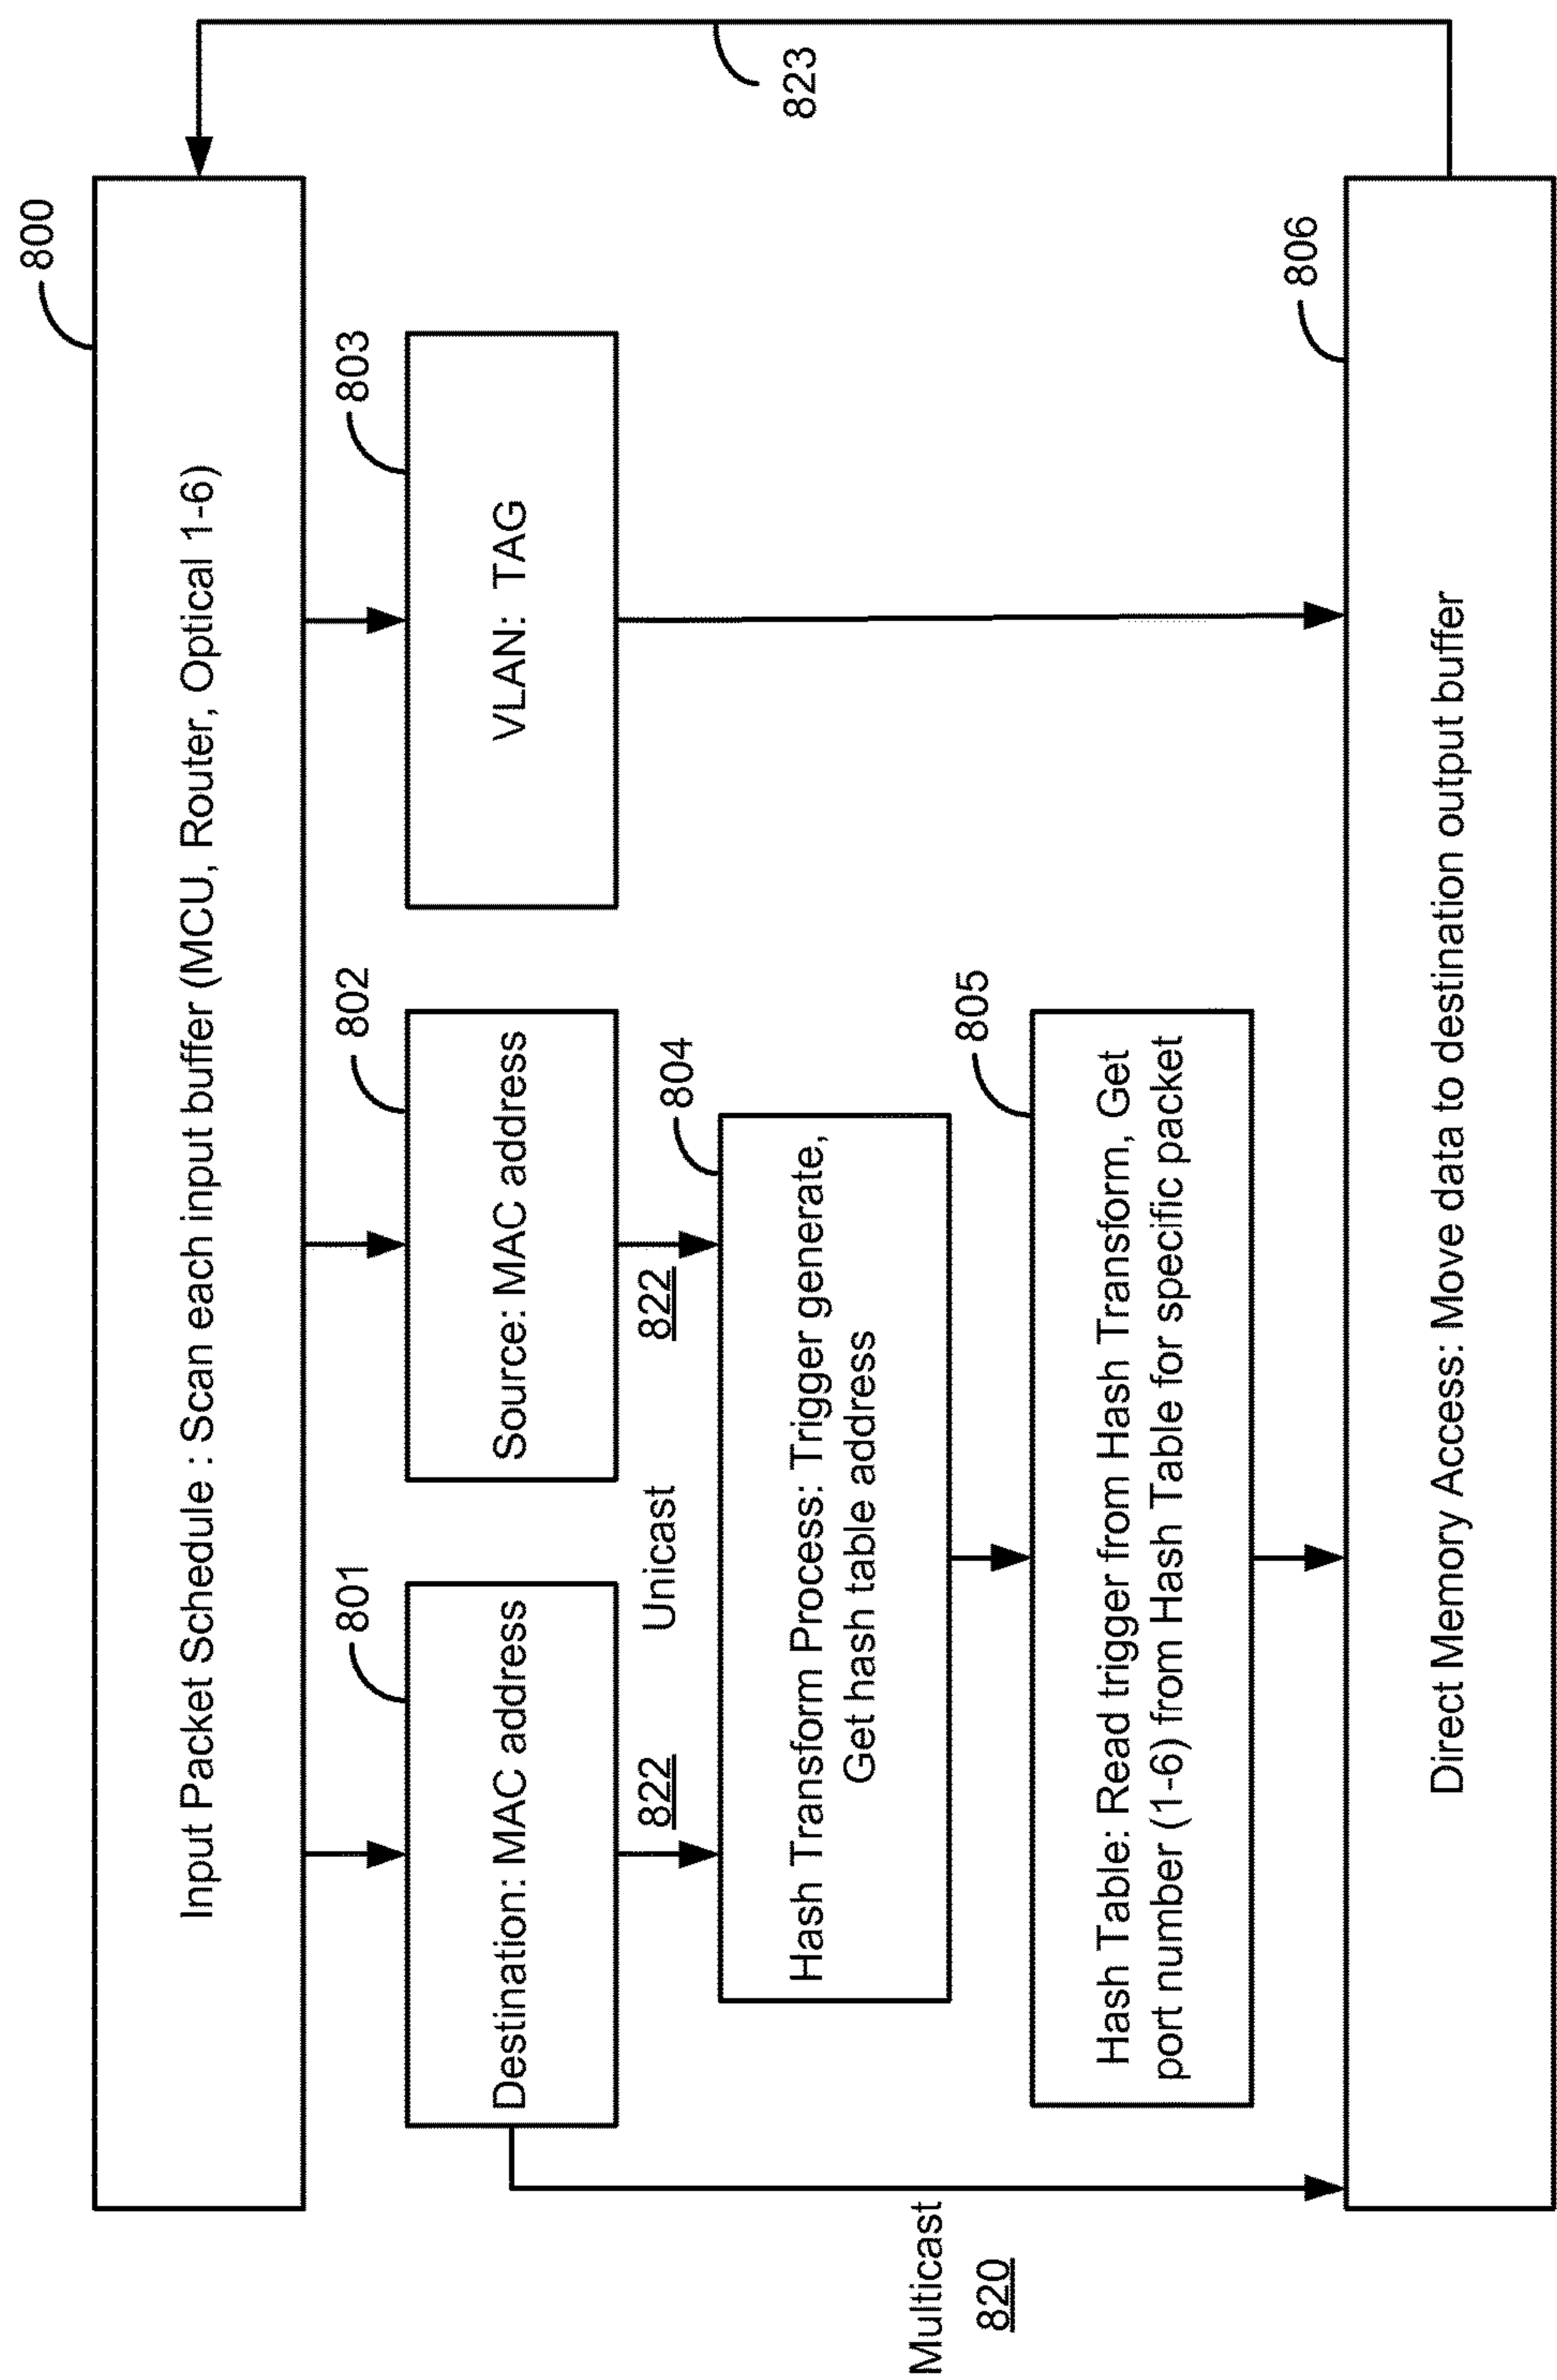 800
Input Packet Schedule : Scan each input buffer (MCU, Router, Optical 1-6)
801
802
803
Destination: MAC address
Source: MAC address
VLAN: TAG
822
Unicast
822
804
Hash Transform Process: Trigger generate,
Get hash table address
823
Multicast
820
805
Hash Table: Read trigger from Hash Transform, Get
port number (1-6) from Hash Table for specific packet
806
Direct Memory Access: Move data to destination output buffer